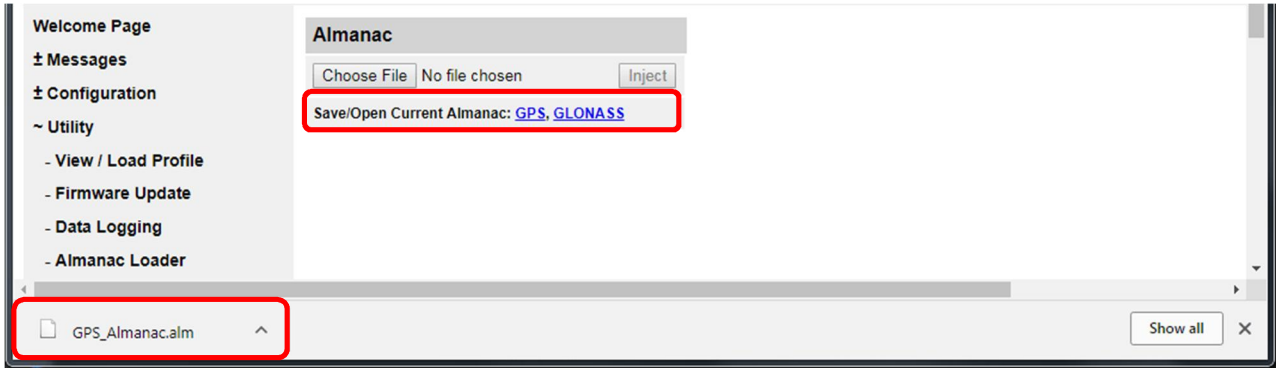 Welcome Page
± Messages
± Configuration
~ Utility
- View / Load Profile
- Firmware Update
- Data Logging
- Almanac Loader
Almanac
Choose File No file chosen Inject
Save/Open Current Almanac: GPS, GLONASS
GPS_Almanac.alm
Show all